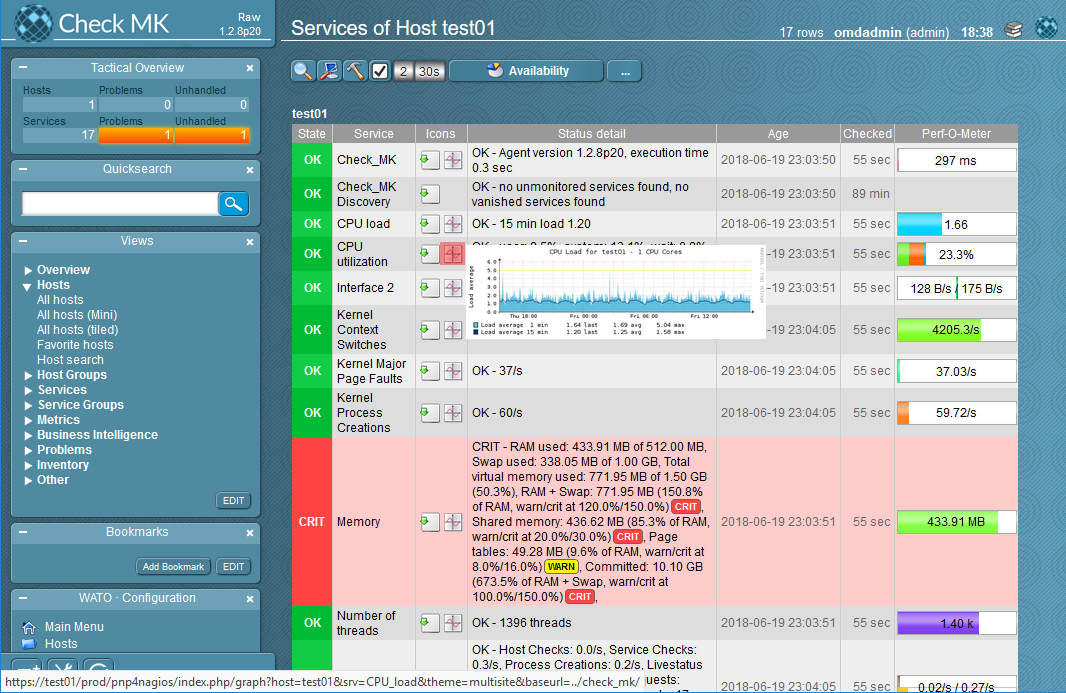 Check MK
Raw
1.2.8p20
Services of Host test01
17 rows omdadmin (admin) 18:38
Tactical Overview
Hosts Problems Unhandled
1 0 0
Services Problems Unhandled
17 1 1
Quicksearch
Views
Overview
Hosts
All hosts
All hosts (Mini)
All hosts (tiled)
Favorite hosts
Host search
Host Groups
Services
Service Groups
Metrics
Business Intelligence
Problems
Inventory
Other
EDIT
Bookmarks
Add Bookmark EDIT
WATO · Configuration
Main Menu
Hosts
2 30s Availability ...
test01
State Service Icons Status detail Age Checked Perf-O-Meter
OK Check_MK OK - Agent version 1.2.8p20, execution time
0.3 sec
2018-06-19 23:03:50 55 sec 297 ms
OK Check_MK
Discovery
OK - no unmonitored services found, no
vanished services found
2018-06-19 23:03:50 89 min
OK CPU load OK - 15 min load 1.20 2018-06-19 23:03:51 55 sec 1.66
OK CPU
utilization
-19 23:03:51 55 sec 23.3%
CPU Load for test01 - 1 CPU Cores
Load average
6.0
5.0
4.0
3.0
2.0
1.0
0.0
Thu 18:00 Fri 00:00 Fri 06:00 Fri 12:00
Load average 1 min 1.64 last 1.69 avg 5.04 max
Load average 15 min 1.20 last 1.25 avg 1.58 max
OK Interface 2 -19 23:03:51 55 sec 128 B/s / 175 B/s
OK Kernel
Context
Switches
-19 23:04:05 55 sec 4205.3/s
OK Kernel Major
Page Faults
OK - 37/s 2018-06-19 23:04:05 55 sec 37.03/s
OK Kernel
Process
Creations
OK - 60/s 2018-06-19 23:04:05 55 sec 59.72/s
CRIT Memory
CRIT - RAM used: 433.91 MB of 512.00 MB,
Swap used: 338.05 MB of 1.00 GB, Total
virtual memory used: 771.95 MB of 1.50 GB
(50.3%), RAM + Swap: 771.95 MB (150.8%
of RAM, warn/crit at 120.0%/150.0%) CRIT,
Shared memory: 436.62 MB (85.3% of RAM,
warn/crit at 20.0%/30.0%) CRIT, Page
tables: 49.28 MB (9.6% of RAM, warn/crit at
8.0%/16.0%) WARN, Committed: 10.10 GB
(673.5% of RAM + Swap, warn/crit at
100.0%/150.0%) CRIT,
2018-06-19 23:03:51 55 sec 433.91 MB
OK Number of
threads
OK - 1396 threads 2018-06-19 23:03:51 55 sec 1.40 k
OK - Host Checks: 0.0/s, Service Checks:
0.3/s, Process Creations: 0.2/s, Livestatus
2018-06-19 23:04:05 55 sec 0.02/s / 0.27/s
https://test01/prod/pnp4nagios/index.php/graph?host=test01&srv=CPU_load&theme=multisite&baseurl=../check_mk/